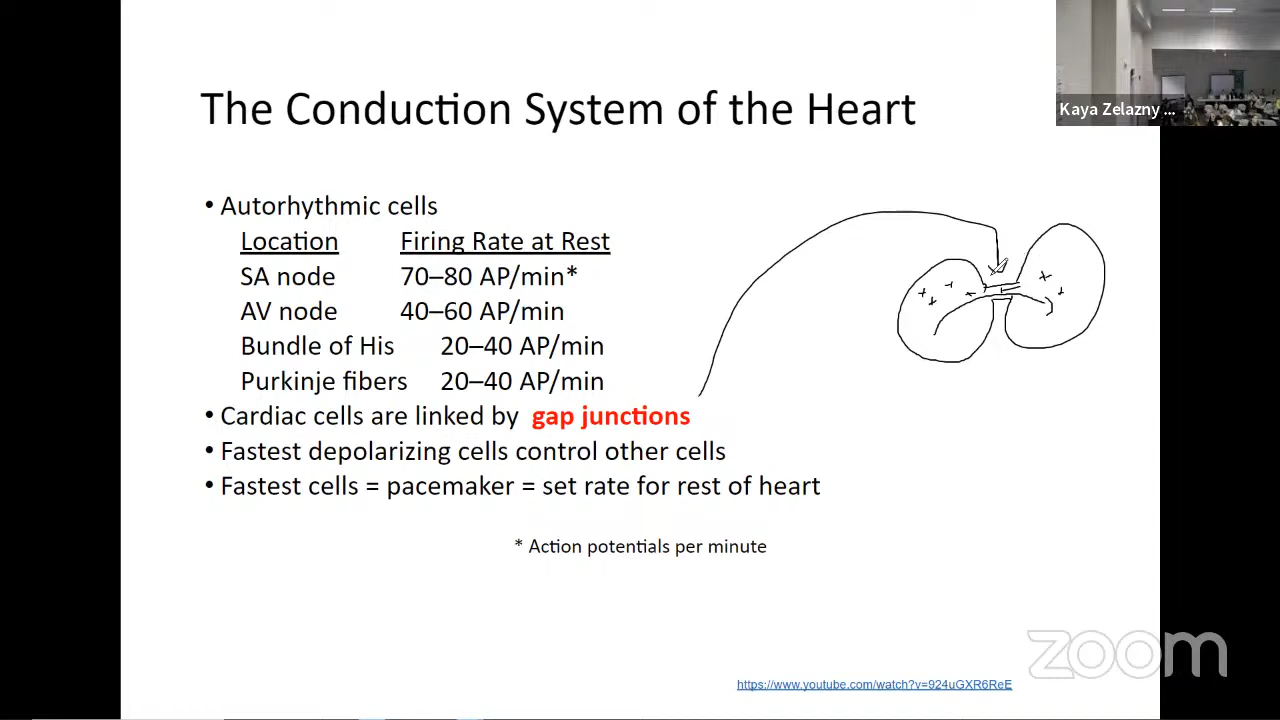 The Conduction System of the Heart
Kaya Zelazny ...
• Autorhythmic cells
Location Firing Rate at Rest
SA node 70–80 AP/min*
AV node 40–60 AP/min
Bundle of His 20–40 AP/min
Purkinje fibers 20–40 AP/min
• Cardiac cells are linked by gap junctions
• Fastest depolarizing cells control other cells
• Fastest cells = pacemaker = set rate for rest of heart
* Action potentials per minute
zoom
https://www.youtube.com/watch?v=924uGXR6ReE